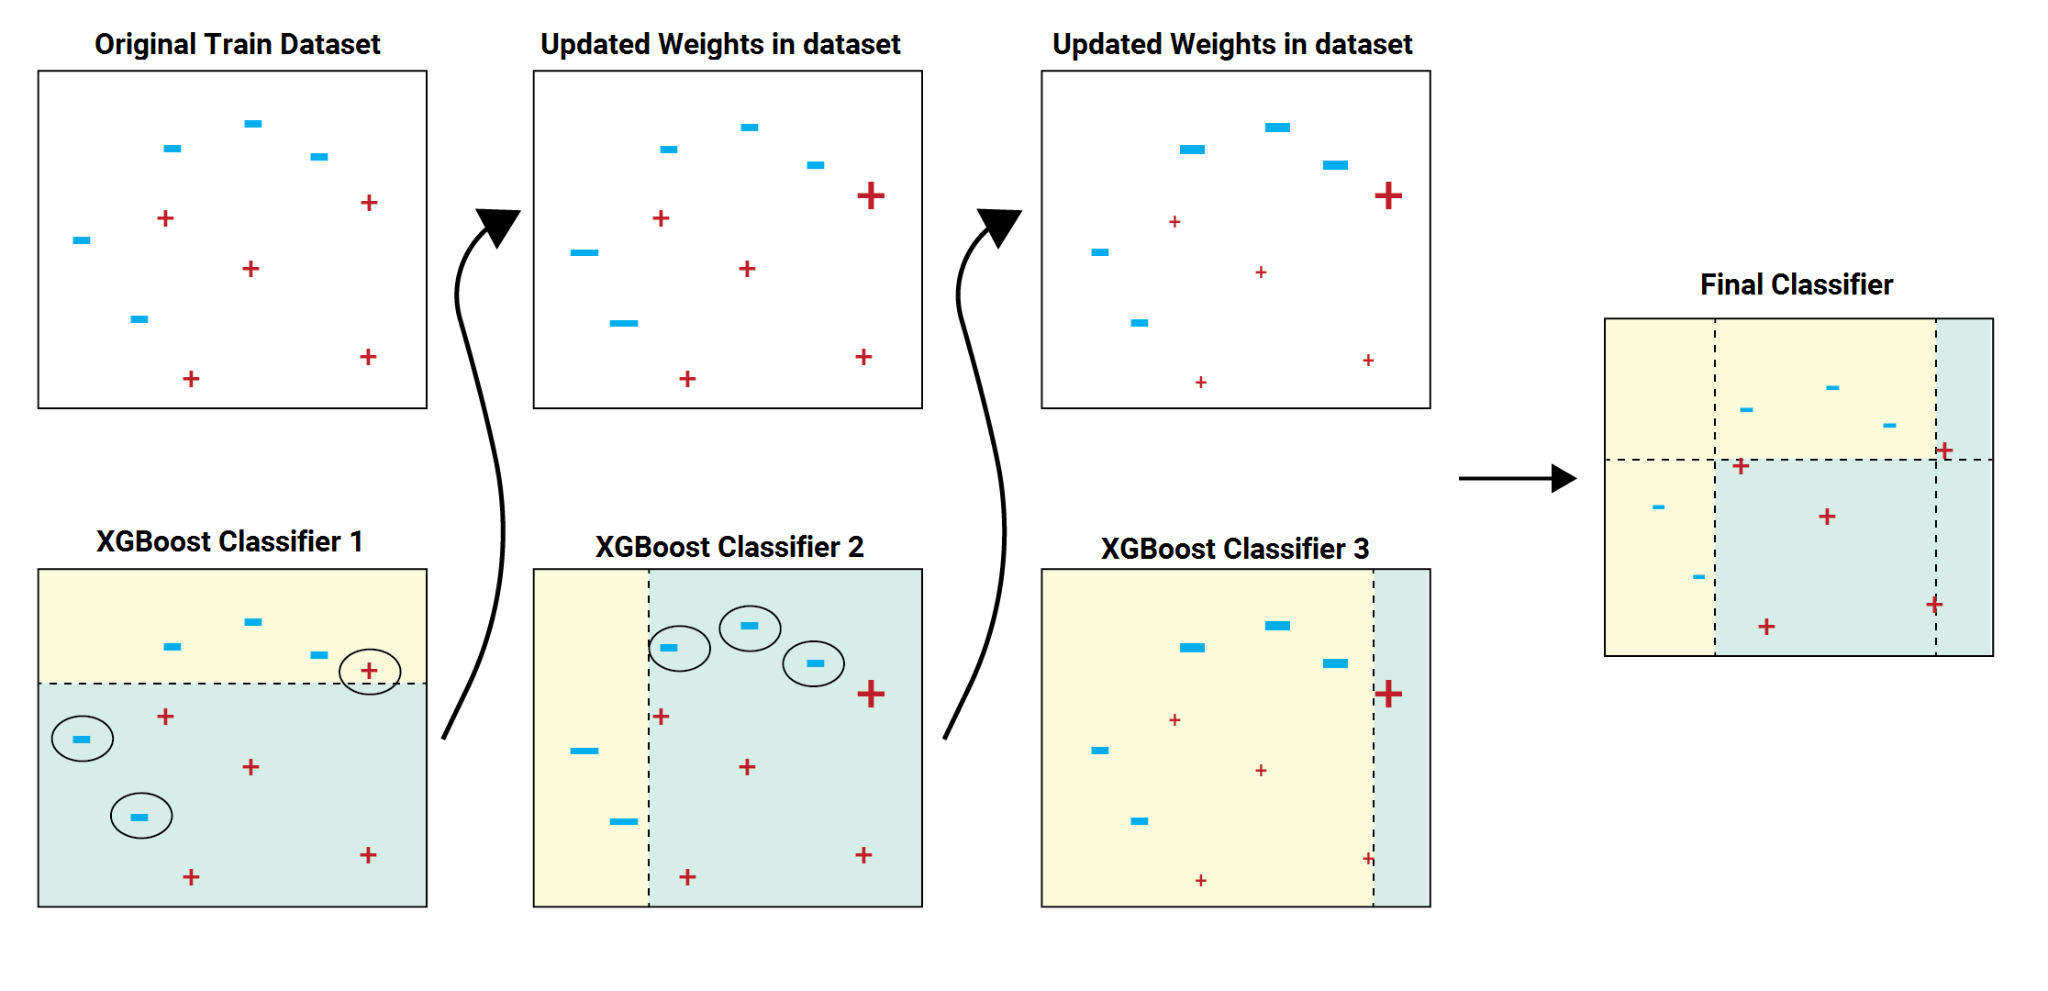 Original Train Dataset
Updated Weights in dataset
Updated Weights in dataset
Final Classifier
XGBoost Classifier 1
XGBoost Classifier 2
XGBoost Classifier 3